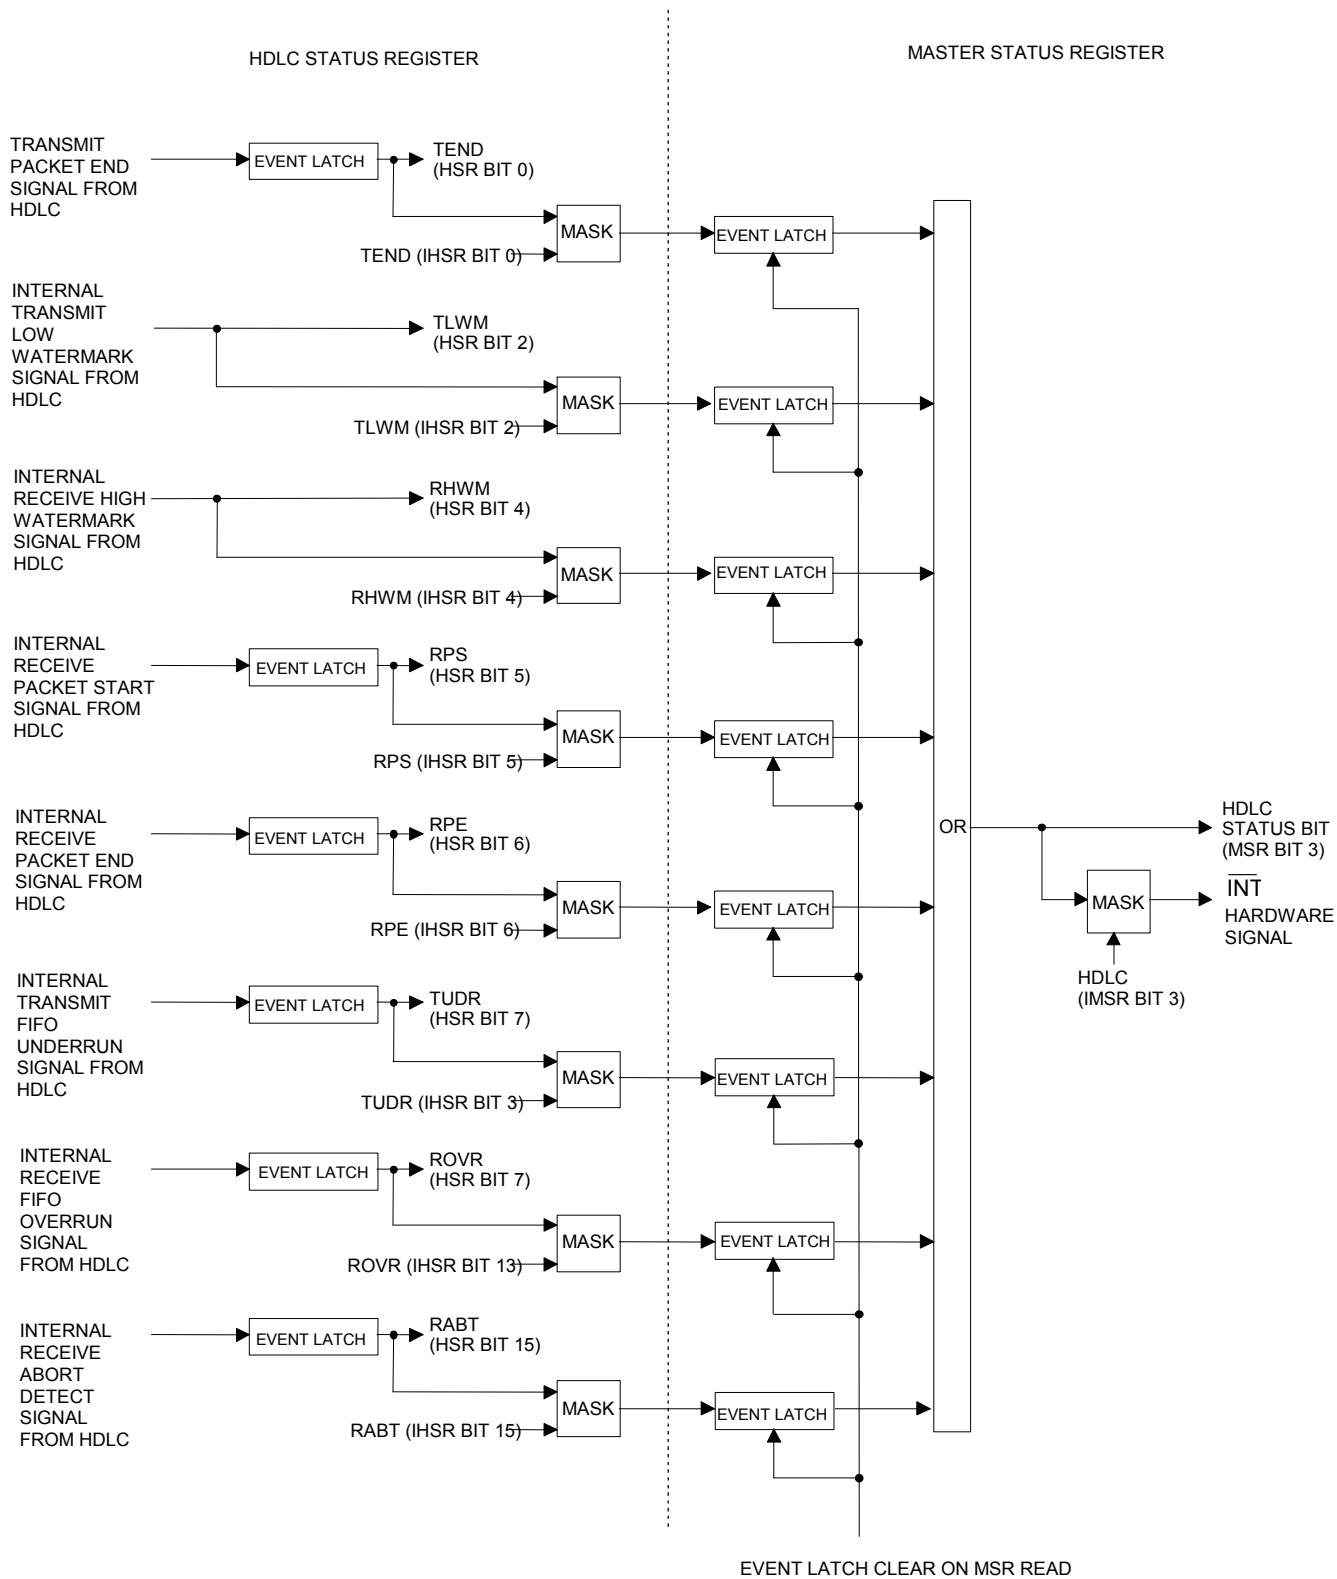 HDLC STATUS REGISTER
MASTER STATUS REGISTER
TRANSMIT
PACKET END
SIGNAL FROM
HDLC
EVENT LATCH
TEND
(HSR BIT 0)
MASK
TEND (IHSR BIT 0)
EVENT LATCH
INTERNAL
TRANSMIT
LOW
WATERMARK
SIGNAL FROM
HDLC
TLWM
(HSR BIT 2)
MASK
TLWM (IHSR BIT 2)
EVENT LATCH
INTERNAL
RECEIVE HIGH
WATERMARK
SIGNAL FROM
HDLC
RHWM
(HSR BIT 4)
MASK
RHWM (IHSR BIT 4)
EVENT LATCH
INTERNAL
RECEIVE
PACKET START
SIGNAL FROM
HDLC
EVENT LATCH
RPS
(HSR BIT 5)
MASK
RPS (IHSR BIT 5)
EVENT LATCH
INTERNAL
RECEIVE
PACKET END
SIGNAL FROM
HDLC
EVENT LATCH
RPE
(HSR BIT 6)
MASK
RPE (IHSR BIT 6)
EVENT LATCH
OR
HDLC
STATUS BIT
(MSR BIT 3)
MASK
INT
HARDWARE
SIGNAL
HDLC
(IMSR BIT 3)
INTERNAL
TRANSMIT
FIFO
UNDERRUN
SIGNAL FROM
HDLC
EVENT LATCH
TUDR
(HSR BIT 7)
MASK
TUDR (IHSR BIT 3)
EVENT LATCH
INTERNAL
RECEIVE
FIFO
OVERRUN
SIGNAL
FROM HDLC
EVENT LATCH
ROVR
(HSR BIT 7)
MASK
ROVR (IHSR BIT 13)
EVENT LATCH
INTERNAL
RECEIVE
ABORT
DETECT
SIGNAL
FROM HDLC
EVENT LATCH
RABT
(HSR BIT 15)
MASK
RABT (IHSR BIT 15)
EVENT LATCH
EVENT LATCH CLEAR ON MSR READ